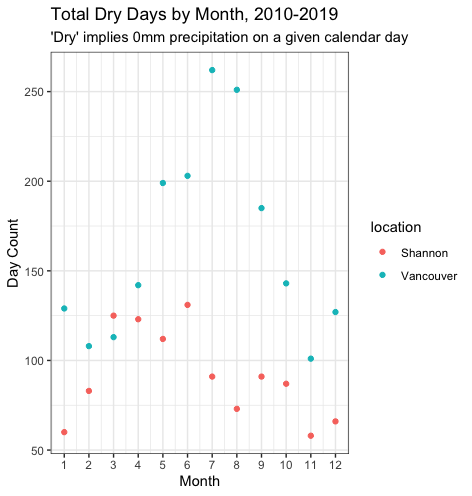 Total Dry Days by Month, 2010-2019
'Dry' implies 0mm precipitation on a given calendar day
Day Count
250
200
150
100
50
1 2 3 4 5 6 7 8 9 10 11 12
Month
location
Shannon
Vancouver